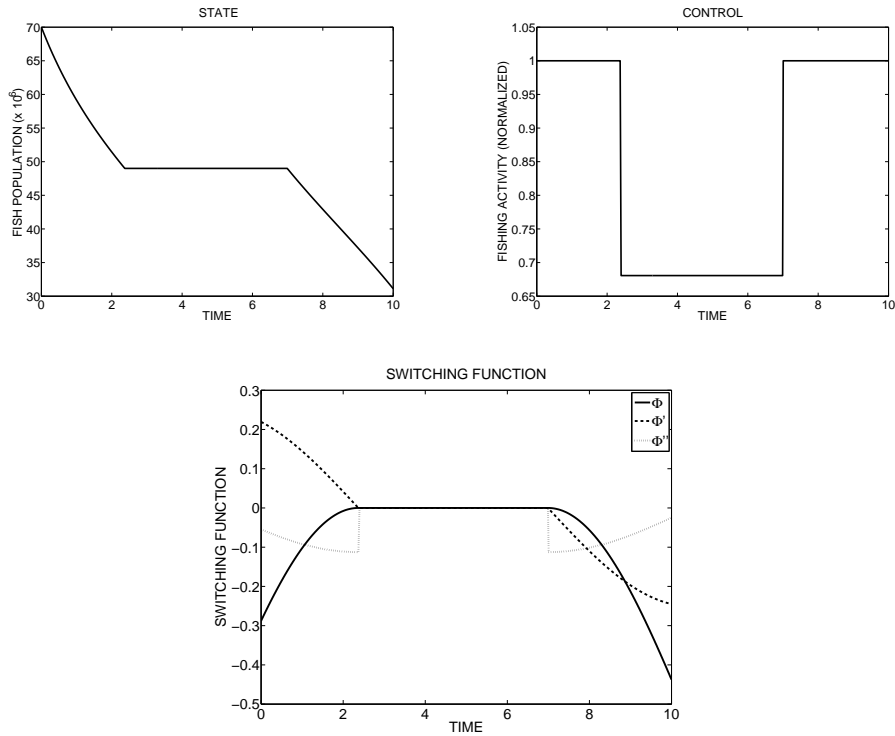 STATE
FISH POPULATION (x 10⁶)
70
65
60
55
50
45
40
35
30
0 2 4 6 8 10
TIME
CONTROL
FISHING ACTIVITY (NORMALIZED)
1.05
1
0.95
0.9
0.85
0.8
0.75
0.7
0.65
0 2 4 6 8 10
TIME
SWITCHING FUNCTION
SWITCHING FUNCTION
0.3
0.2
0.1
0
−0.1
−0.2
−0.3
−0.4
−0.5
0 2 4 6 8 10
TIME
Φ
Φ'
Φ''